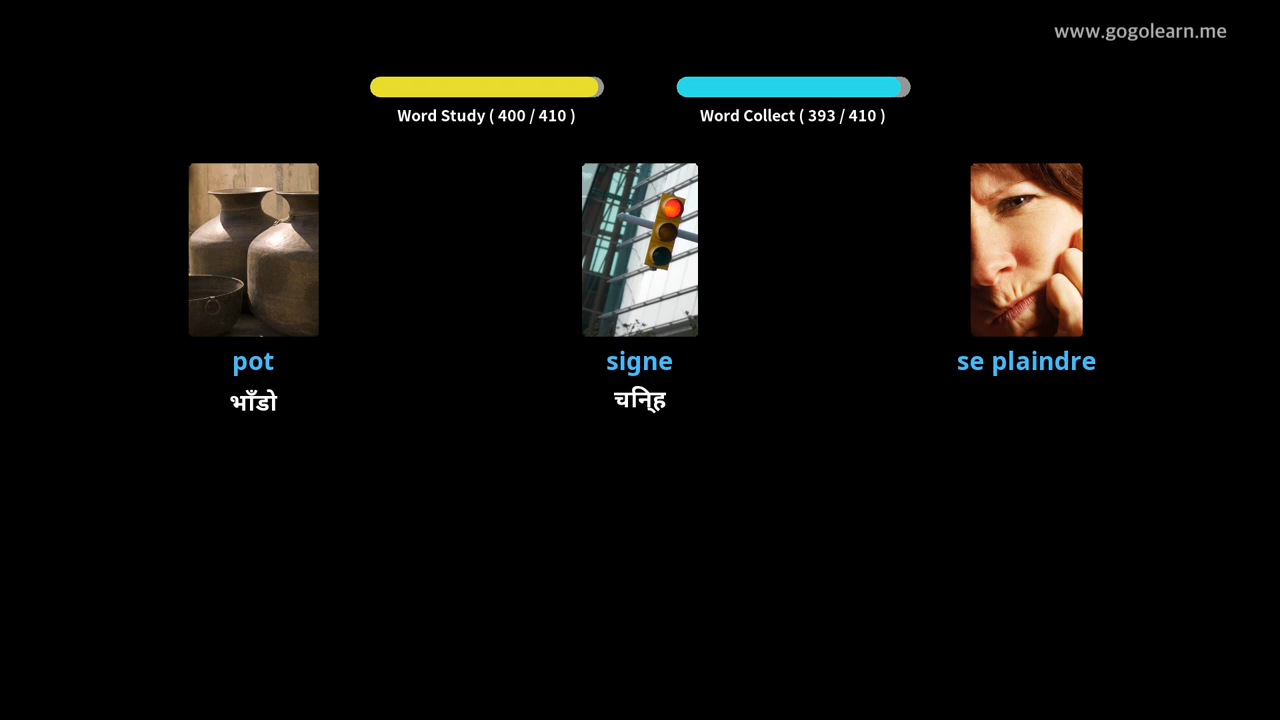 www.gogolearn.me
Word Study ( 400 / 410 )
Word Collect ( 393 / 410 )
pot
signe
se plaindre
भाँडो
चिन्ह